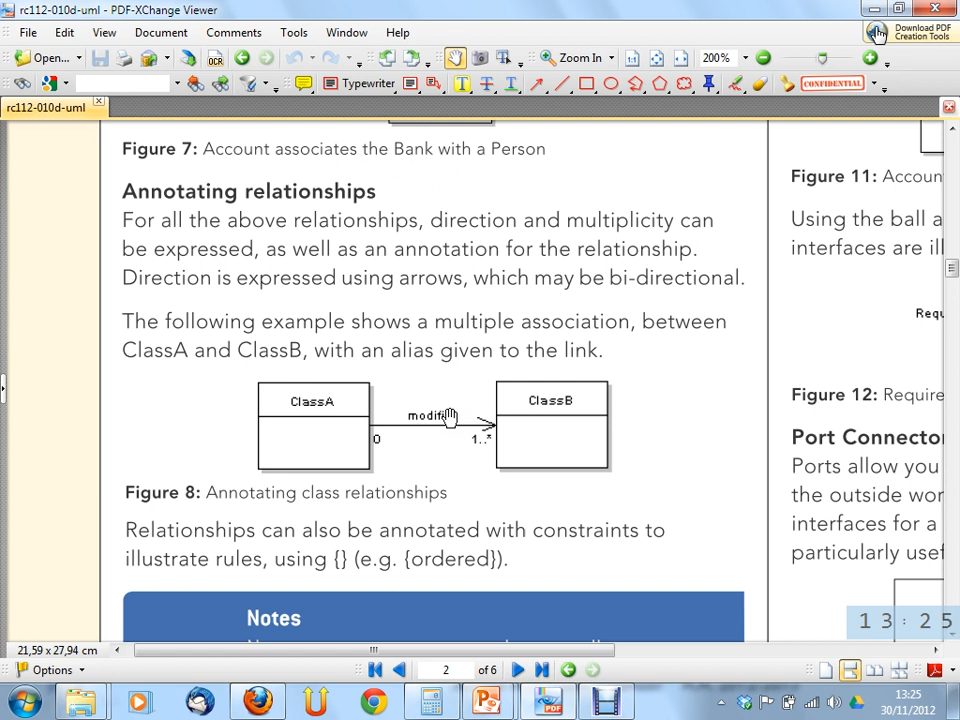 rc112-010d-uml - PDF-XChange Viewer
File Edit View Document Comments Tools Window Help
Download PDF
Creation Tools
Open... OCR Zoom In 200%
Typewriter CONFIDENTIAL
rc112-010d-uml
Figure 7: Account associates the Bank with a Person
Annotating relationships
For all the above relationships, direction and multiplicity can
be expressed, as well as an annotation for the relationship.
Direction is expressed using arrows, which may be bi-directional.
The following example shows a multiple association, between
ClassA and ClassB, with an alias given to the link.
ClassA
modifi
ClassB
0
1..*
Figure 8: Annotating class relationships
Relationships can also be annotated with constraints to
illustrate rules, using {} (e.g. {ordered}).
Notes
Figure 11: Accoun
Using the ball a
interfaces are ill
Requ
Figure 12: Require
Port Connecto
Ports allow you
the outside wor
interfaces for a
particularly usef
13:25
21,59 x 27,94 cm
Options 2 of 6
PDF
13:25
30/11/2012